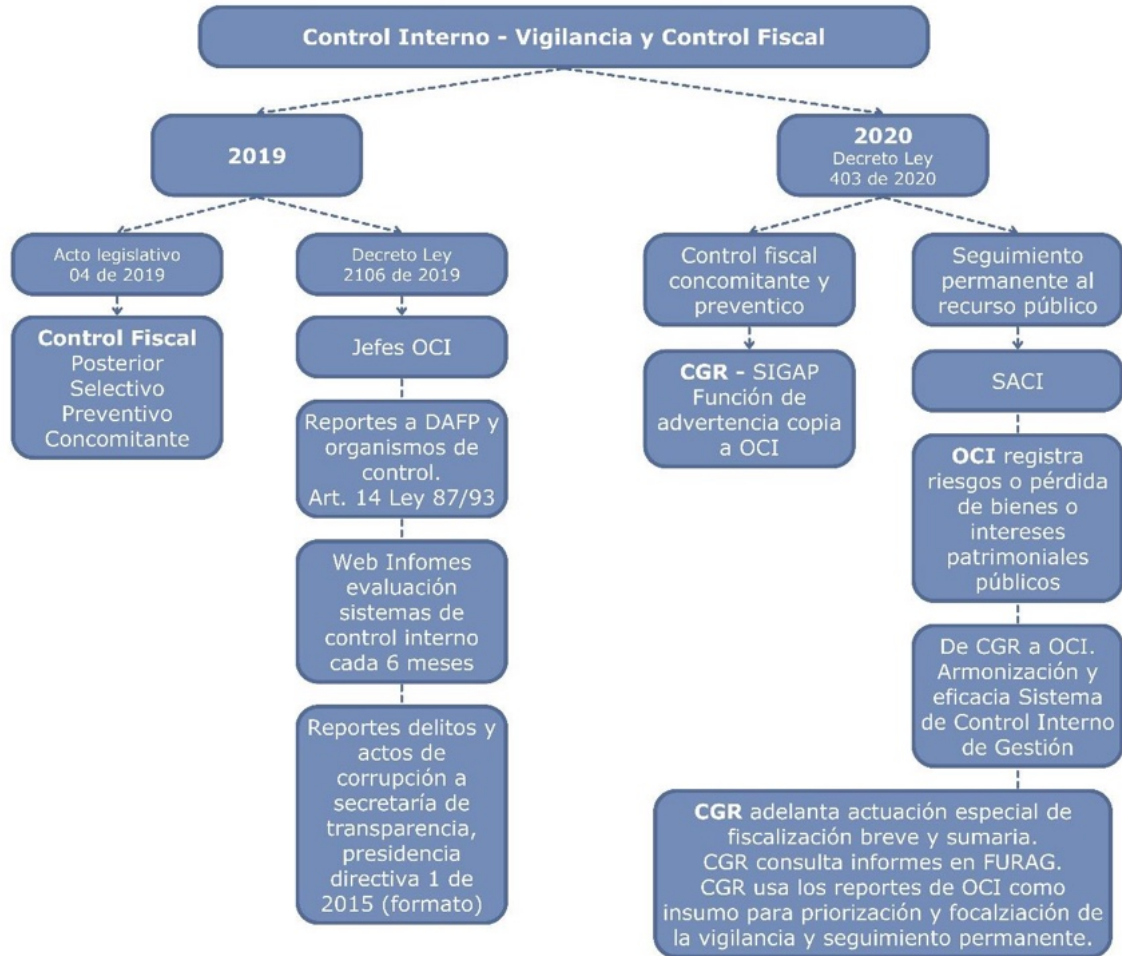 Control Interno - Vigilancia y Control Fiscal
2019
2020
Decreto Ley
403 de 2020
Acto legislativo
04 de 2019
Decreto Ley
2106 de 2019
Control fiscal
concomitante y
preventico
Seguimiento
permanente al
recurso público
Control Fiscal
Posterior
Selectivo
Preventivo
Concomitante
Jefes OCI
Reportes a DAFP y
organismos de
control.
Art. 14 Ley 87/93
Web Infomes
evaluación
sistemas de
control interno
cada 6 meses
Reportes delitos y
actos de
corrupción a
secretaría de
transparencia,
presidencia
directiva 1 de
2015 (formato)
CGR - SIGAP
Función de
advertencia copia
a OCI
SACI
OCI registra
riesgos o pérdida
de bienes o
intereses
patrimoniales
públicos
De CGR a OCI.
Armonización y
eficacia Sistema
de Control Interno
de Gestión
CGR adelanta actuación especial de
fiscalización breve y sumaria.
CGR consulta informes en FURAG.
CGR usa los reportes de OCI como
insumo para priorización y focalziación de
la vigilancia y seguimiento permanente.